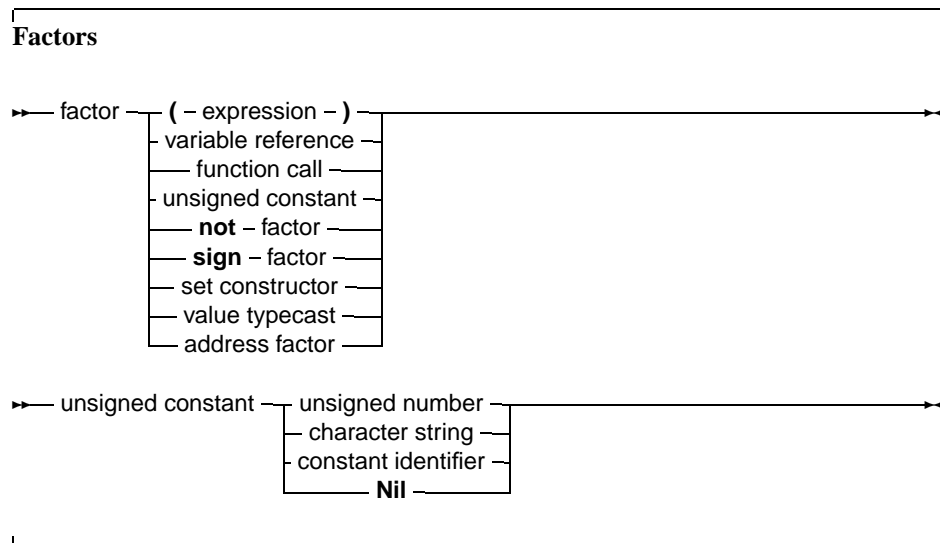 Factors
factor ( expression )
variable reference
function call
unsigned constant
not factor
sign factor
set constructor
value typecast
address factor
unsigned constant unsigned number
character string
constant identifier
Nil